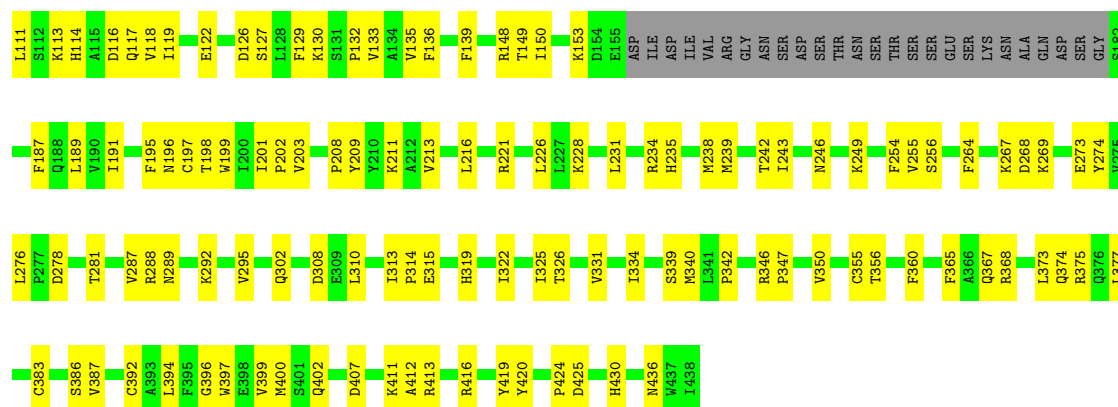 L111 S112 K113 H114 A115 D116 Q117 V118 I119 E122 D126 S127 L128 F129 K130 S131 P132 V133 A134 V135 F136 F139 R148 T149 I150 K153 D154 E155 ASP ILE ASP ILE VAL ARG GLY ASN SER ASP SER THR ASN SER THR SER SER GLU SER LYS ASN ALA GLN ASP SER GLY S182
F187 Q188 L189 V190 I191 F195 N196 C197 T198 W199 I200 I201 P202 V203 P208 Y209 Y210 K211 A212 V213 L216 R221 L226 L227 K228 L231 R234 H235 M238 M239 T242 I243 N246 K249 F254 V255 S256 F264 K267 D268 K269 E273 Y274 V275
L276 P277 D278 T281 V287 R288 N289 K292 V295 Q302 D308 E309 L310 I313 P314 E315 H319 I322 I325 T326 V331 I334 S339 M340 L341 P342 R346 P347 V350 C355 T356 F360 F365 A366 Q367 R368 L373 Q374 R375 Q376 L377
C383 S386 V387 C392 A393 L394 F395 G396 W397 E398 V399 M400 S401 Q402 D407 K411 A412 R413 R416 Y419 Y420 P424 D425 H430 N436 W437 I438